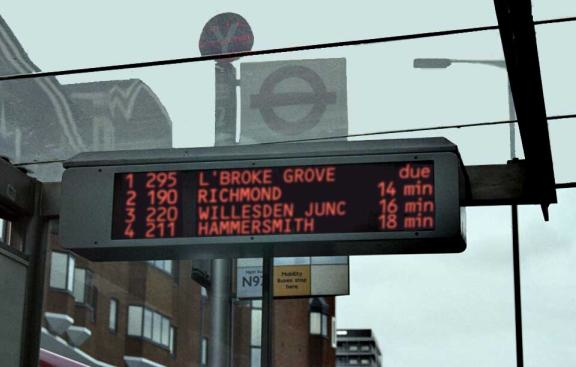 Y
1 295 L'BROKE GROVE due
2 190 RICHMOND 14 min
3 220 WILLESDEN JUNC 16 min
4 211 HAMMERSMITH 18 min
N97
Mobility
Buses stop
here